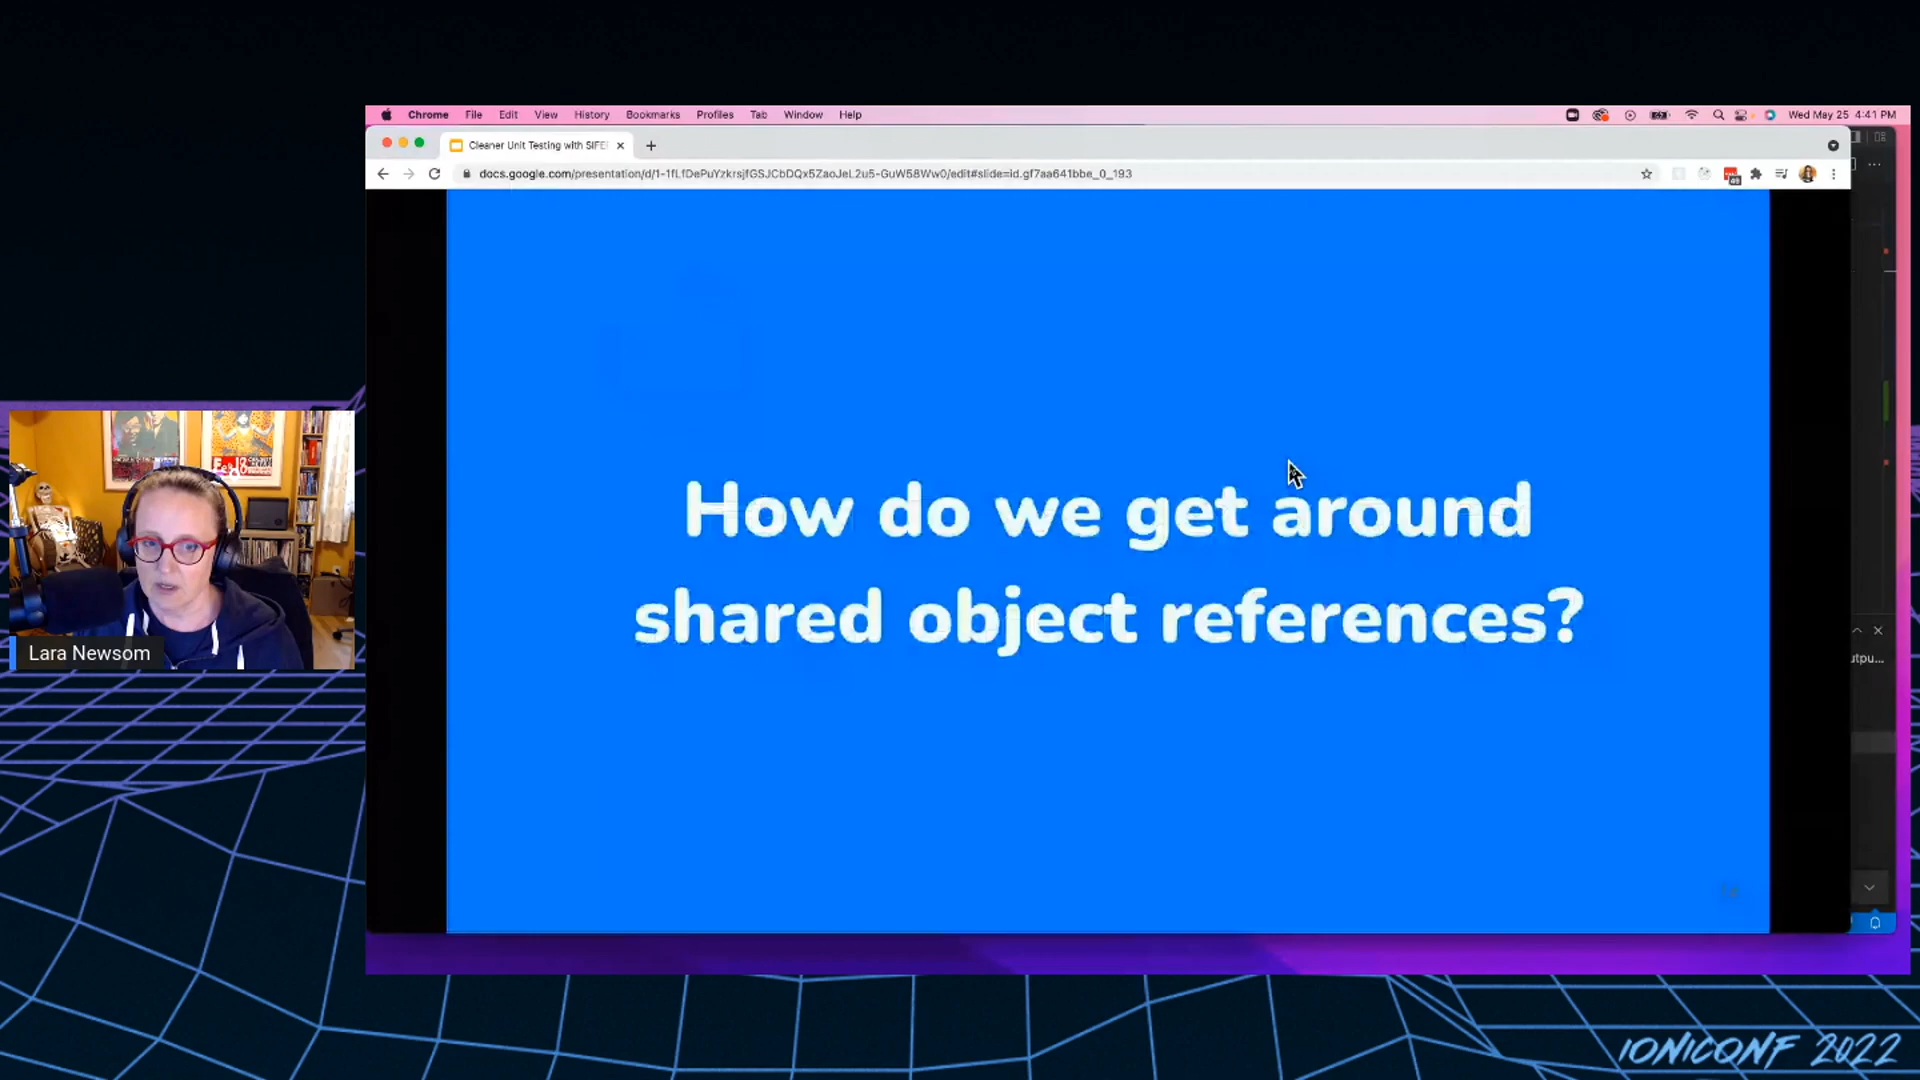 Chrome File Edit View History Bookmarks Profiles Tab Window Help Wed May 25 4:41 PM
Cleaner Unit Testing with SIFE
docs.google.com/presentation/d/1-1fLfDePuYzkrsjfGSJCbDQx5ZaoJeL2u5-GuW58Ww0/edit#slide=id.gf7aa641bbe_0_193
How do we get around
shared object references?
Lara Newsom
utpu...
IONICONF 2022